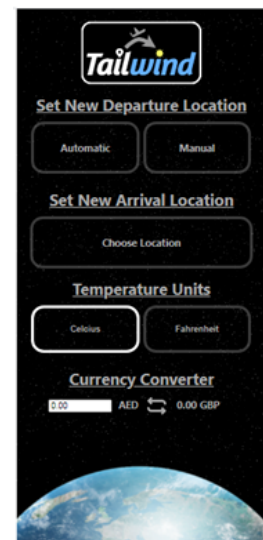 Tailwind
Set New Departure Location
Automatic Manual
Set New Arrival Location
Choose Location
Temperature Units
Celcius Fahrenheit
Currency Converter
0.00 AED 0.00 GBP